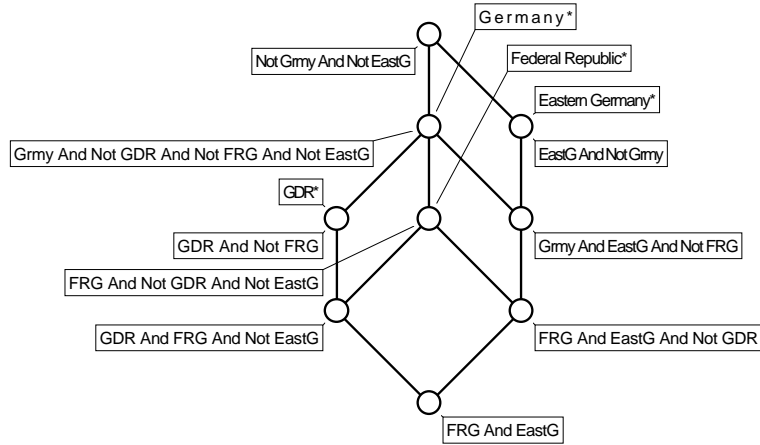 Germany*
Not Grmy And Not EastG
Federal Republic*
Eastern Germany*
Grmy And Not GDR And Not FRG And Not EastG
EastG And Not Grmy
GDR*
GDR And Not FRG
Grmy And EastG And Not FRG
FRG And Not GDR And Not EastG
GDR And FRG And Not EastG
FRG And EastG And Not GDR
FRG And EastG